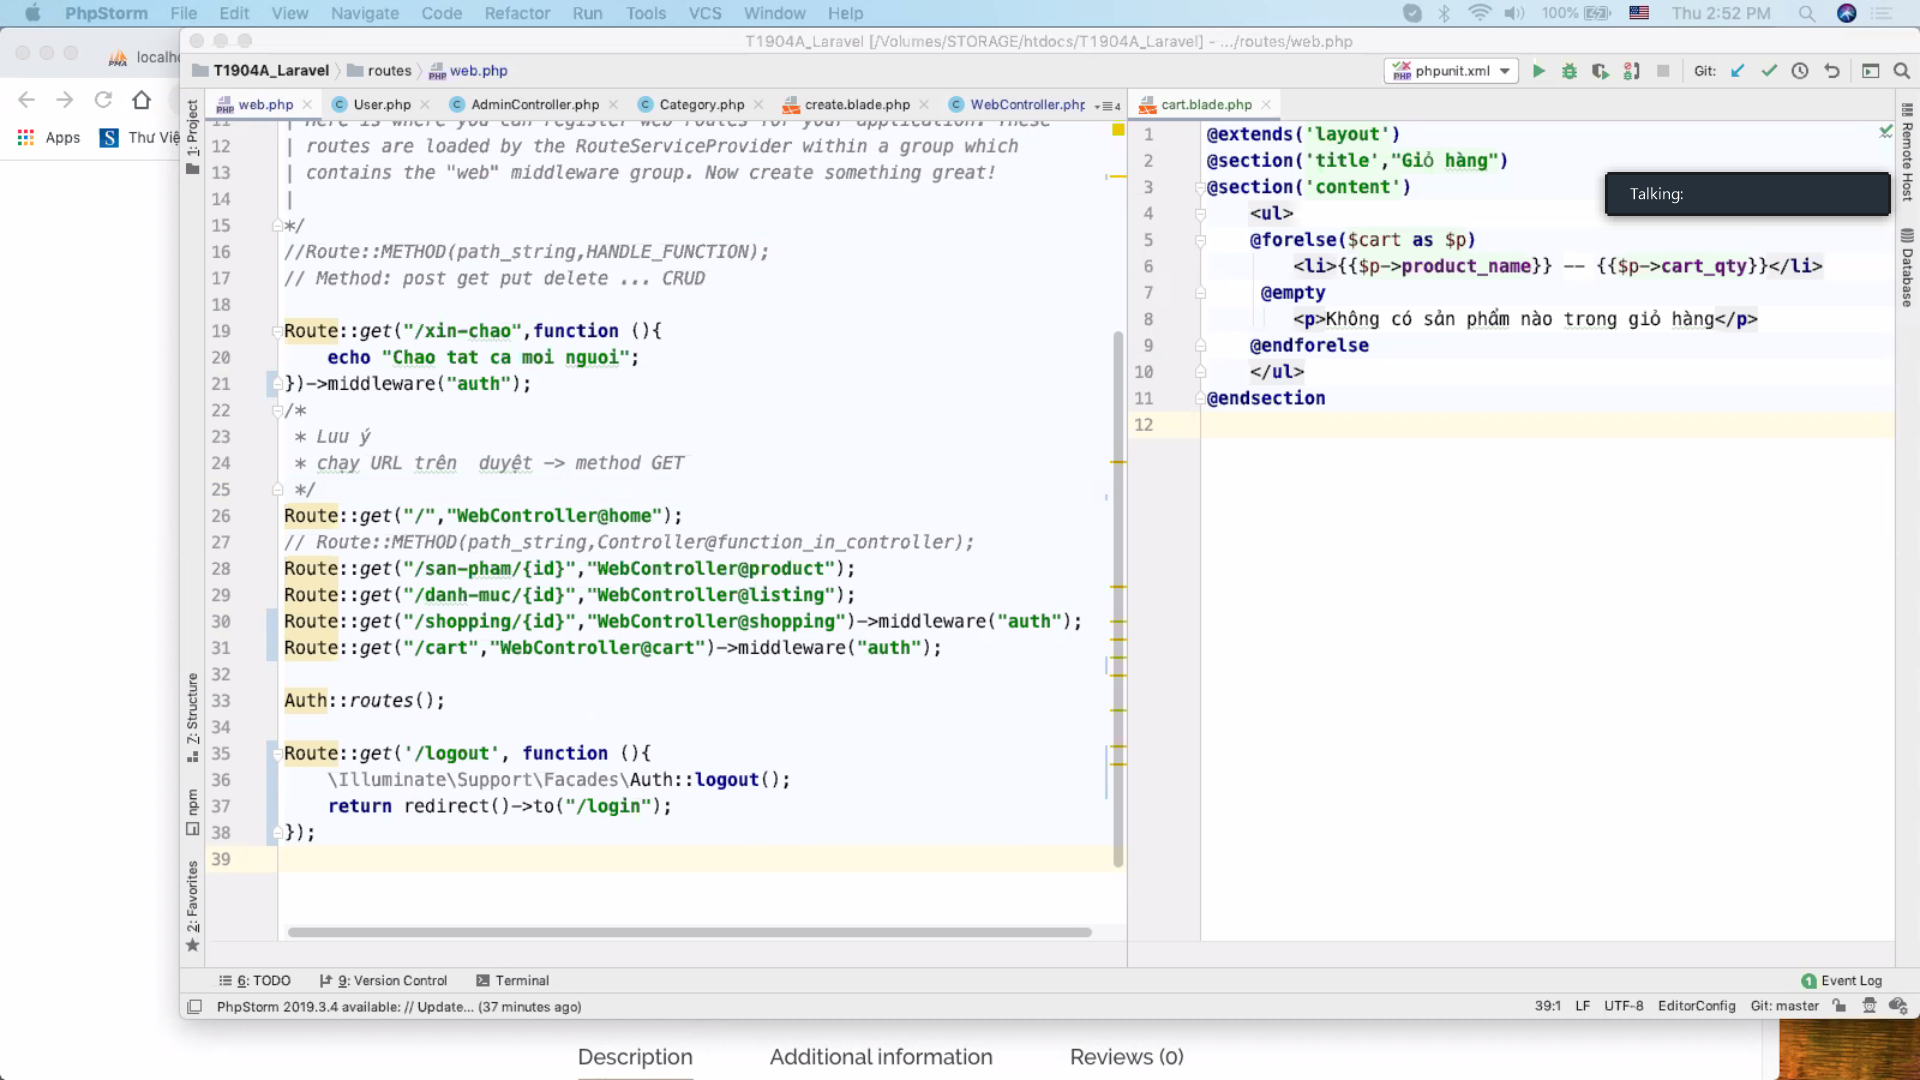 PhpStorm File Edit View Navigate Code Refactor Run Tools VCS Window Help 100% Thu 2:52 PM
T1904A_Laravel [/Volumes/STORAGE/htdocs/T1904A_Laravel] - .../routes/web.php
localh
T1904A_Laravel routes web.php phpunit.xml Git:
web.php User.php AdminController.php Category.php create.blade.php WebController.php 4 cart.blade.php
Apps S Thư Việ
1: Project
Z: Structure
npm
2: Favorites
11 | Here is where you can register web routes for your application. These
12 | routes are loaded by the RouteServiceProvider within a group which
13 | contains the "web" middleware group. Now create something great!
14 |
15 */
16 //Route::METHOD(path_string,HANDLE_FUNCTION);
17 // Method: post get put delete ... CRUD
18
19 Route::get("/xin-chao",function (){
20 echo "Chao tat ca moi nguoi";
21 })->middleware("auth");
22 /*
23 * Luu ý
24 * chạy URL trên duyệt -> method GET
25 */
26 Route::get("/","WebController@home");
27 // Route::METHOD(path_string,Controller@function_in_controller);
28 Route::get("/san-pham/{id}","WebController@product");
29 Route::get("/danh-muc/{id}","WebController@listing");
30 Route::get("/shopping/{id}","WebController@shopping")->middleware("auth");
31 Route::get("/cart","WebController@cart")->middleware("auth");
32
33 Auth::routes();
34
35 Route::get('/logout', function (){
36 \Illuminate\Support\Facades\Auth::logout();
37 return redirect()->to("/login");
38 });
39
1 @extends('layout')
2 @section('title',"Giỏ hàng")
3 @section('content')
4 <ul>
5 @forelse($cart as $p)
6 <li>{{$p->product_name}} -- {{$p->cart_qty}}</li>
7 @empty
8 <p>Không có sản phẩm nào trong giỏ hàng</p>
9 @endforelse
10 </ul>
11 @endsection
12
Talking:
Remote Host
Database
6: TODO 9: Version Control Terminal 1 Event Log
PhpStorm 2019.3.4 available: // Update... (37 minutes ago) 39:1 LF UTF-8 EditorConfig Git: master
Description Additional information Reviews (0)